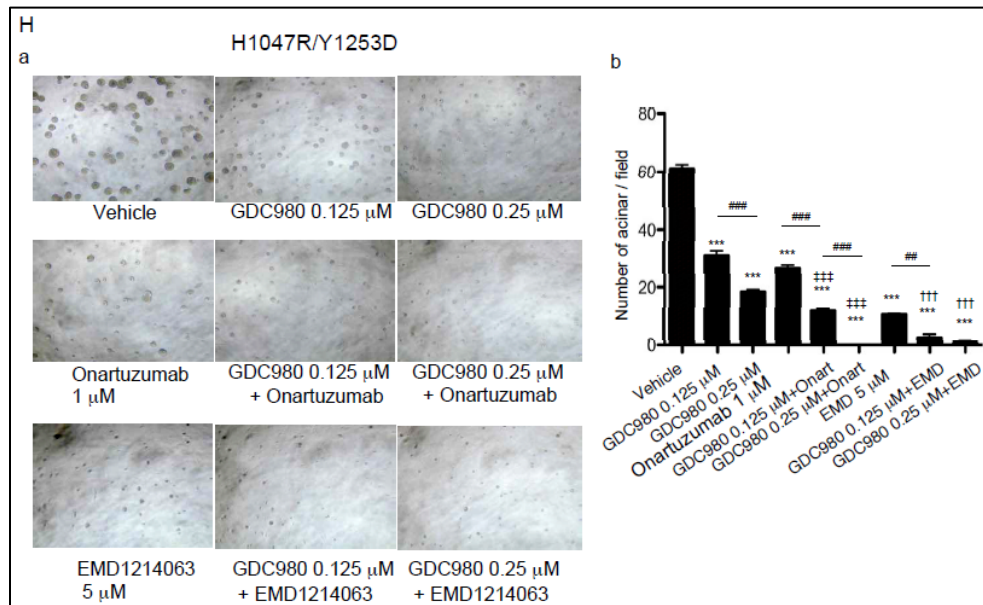 H
H1047R/Y1253D
a
Vehicle
GDC980 0.125 μM
GDC980 0.25 μM
Onartuzumab
1 μM
GDC980 0.125 μM
+ Onartuzumab
GDC980 0.25 μM
+ Onartuzumab
EMD1214063
5 μM
GDC980 0.125 μM
+ EMD1214063
GDC980 0.25 μM
+ EMD1214063
b
Number of acinar / field
80
60
40
20
0
***
###
***
###
***
‡‡‡
***
###
‡‡‡
***
***
##
†††
***
†††
***
Vehicle
GDC980 0.125 μM
GDC980 0.25 μM
Onartuzumab 1 μM
GDC980 0.125 μM+Onart
GDC980 0.25 μM+Onart
EMD 5 μM
GDC980 0.125 μM+EMD
GDC980 0.25 μM+EMD